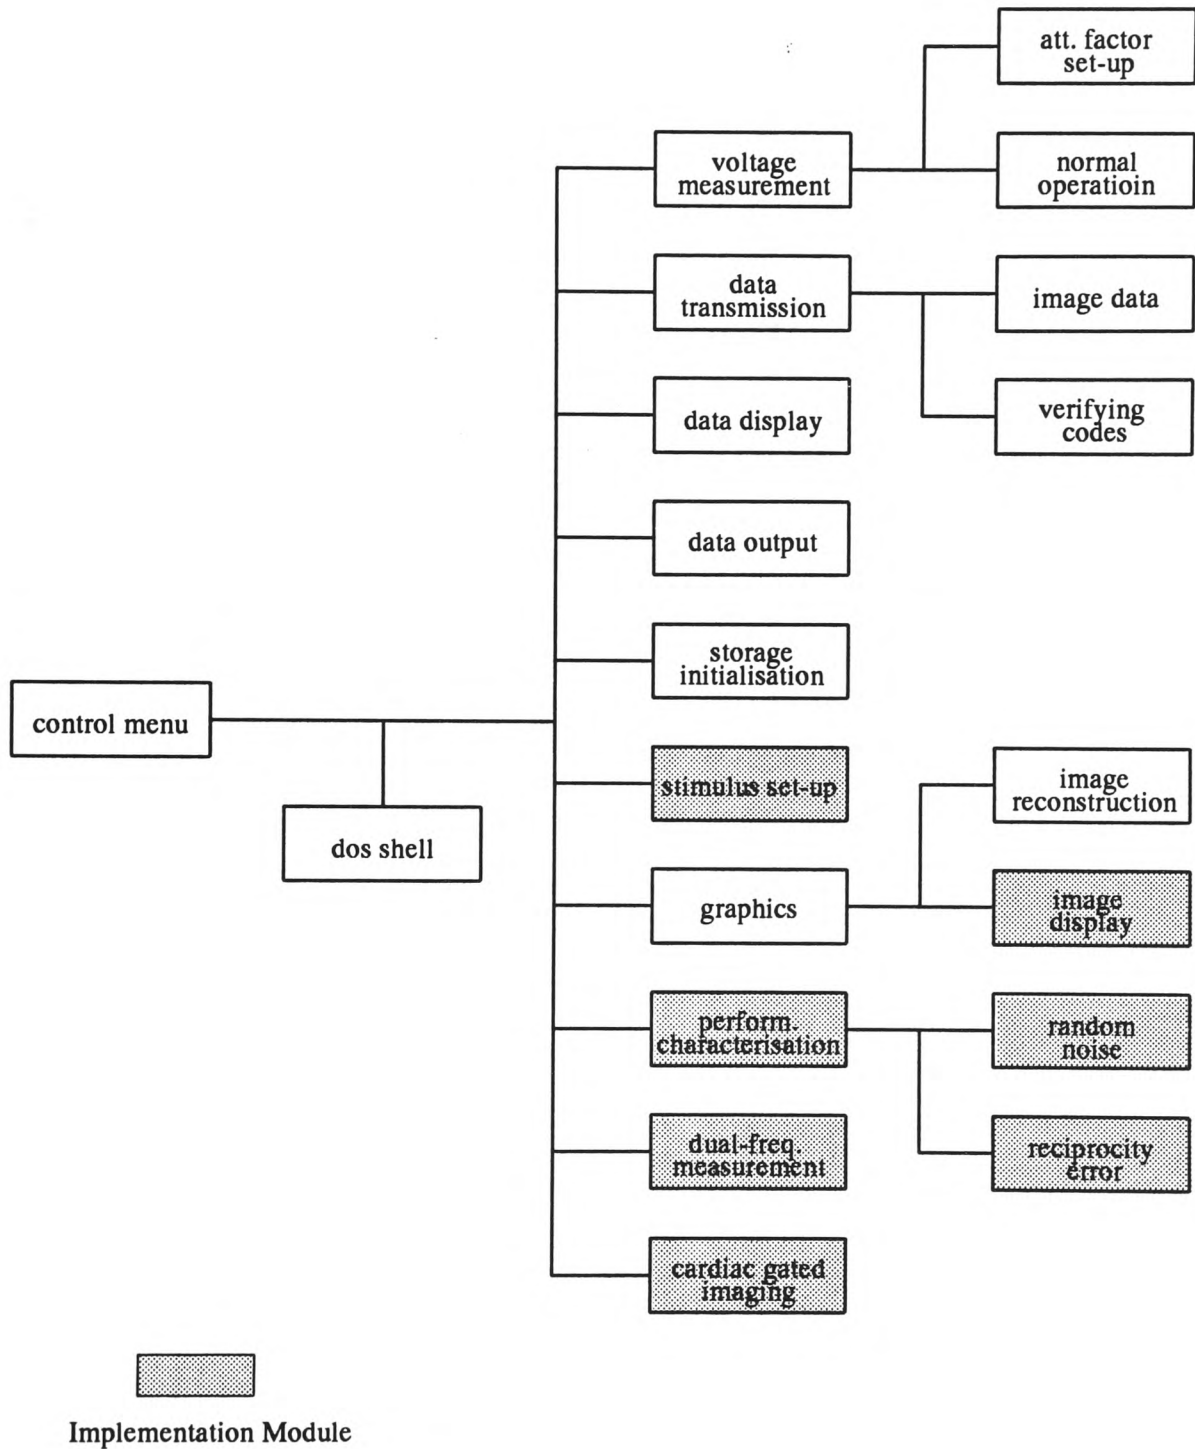 att. factor
set-up
voltage
measurement
normal
operatioin
data
transmission
image data
data display
verifying
codes
data output
storage
initialisation
control menu
dos shell
stimulus set-up
image
reconstruction
graphics
image
display
perform.
characterisation
random
noise
dual-freq.
measurement
reciprocity
error
cardiac gated
imaging
Implementation Module